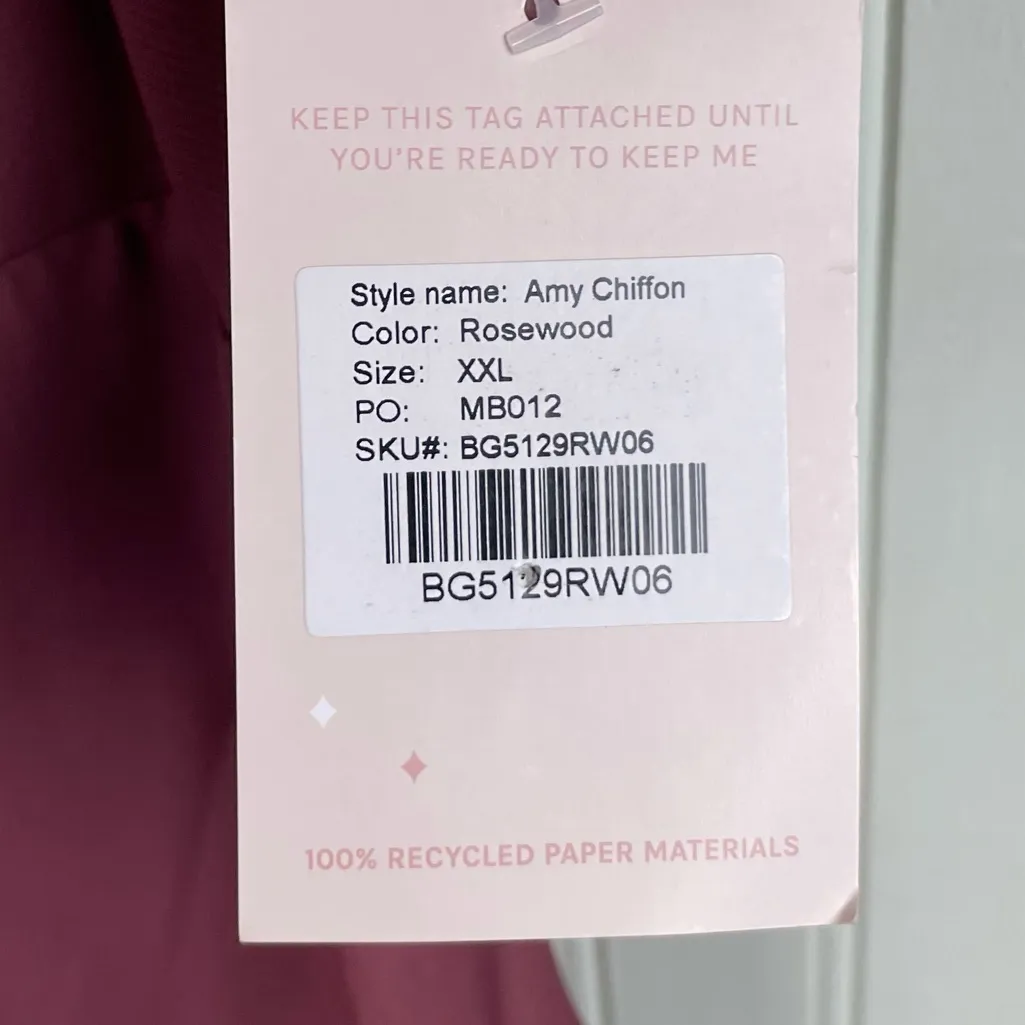 KEEP THIS TAG ATTACHED UNTIL
YOU'RE READY TO KEEP ME
Style name: Amy Chiffon
Color: Rosewood
Size: XXL
PO: MB012
SKU#: BG5129RW06
BG5129RW06
100% RECYCLED PAPER MATERIALS